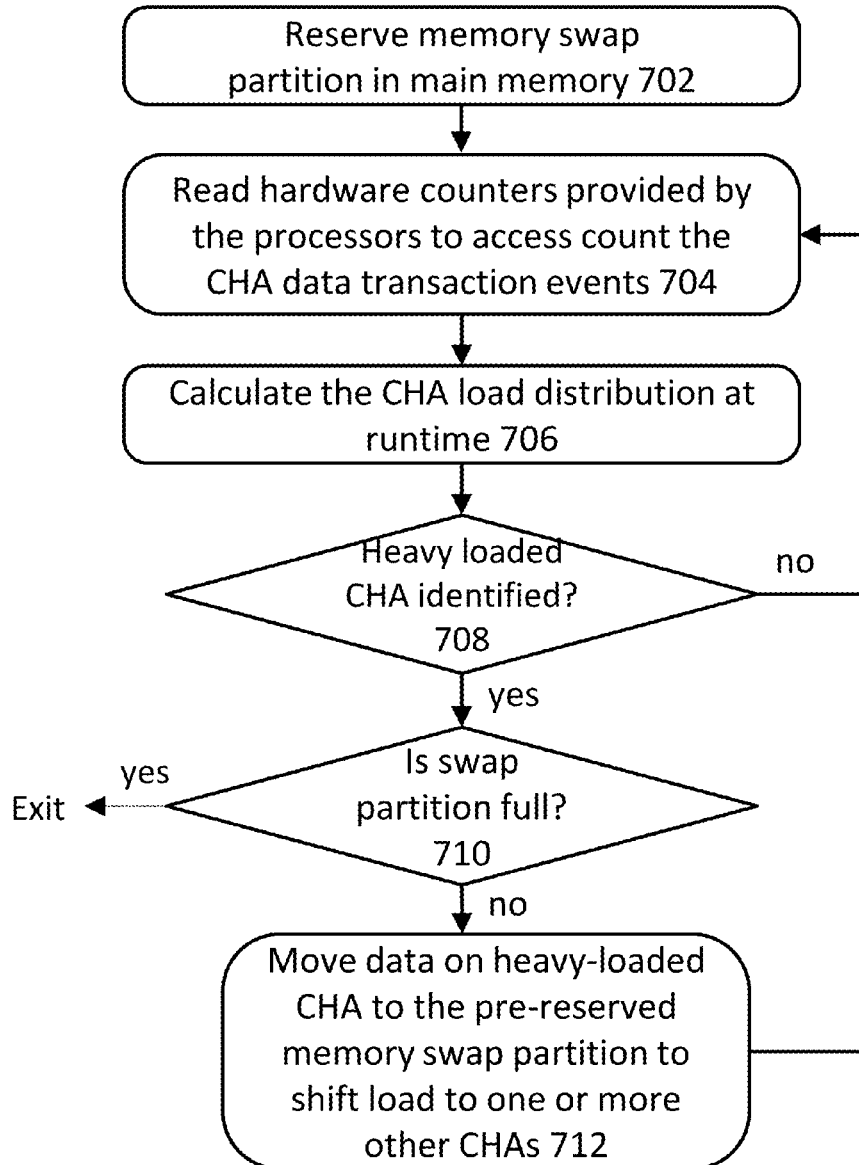 Reserve memory swap
partition in main memory 702
Read hardware counters provided by
the processors to access count the
CHA data transaction events 704
Calculate the CHA load distribution at
runtime 706
Heavy loaded
CHA identified?
708
no
yes
Is swap
partition full?
710
yes
Exit
no
Move data on heavy-loaded
CHA to the pre-reserved
memory swap partition to
shift load to one or more
other CHAs 712